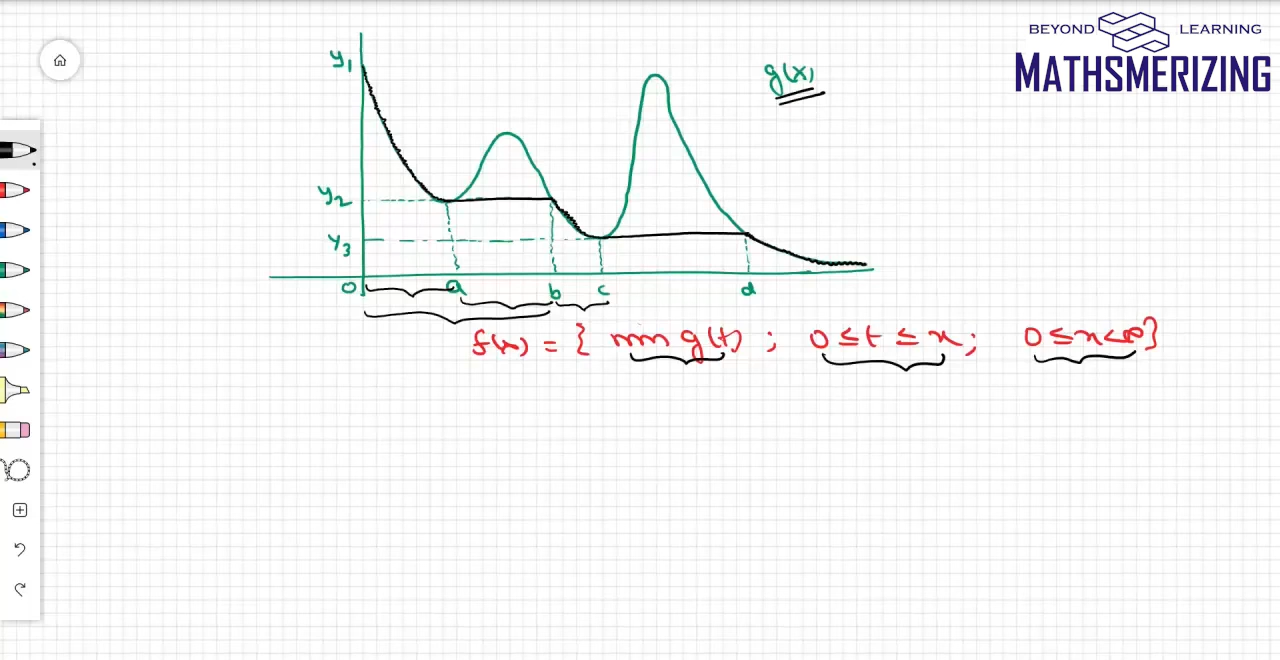 BEYOND LEARNING
MATHSMERIZING
g(x)
y₁
y₂
y₃
0 a b c d
f(x) = { min g(t) ; 0 ≤ t ≤ x ; 0 ≤ x < ∞ }